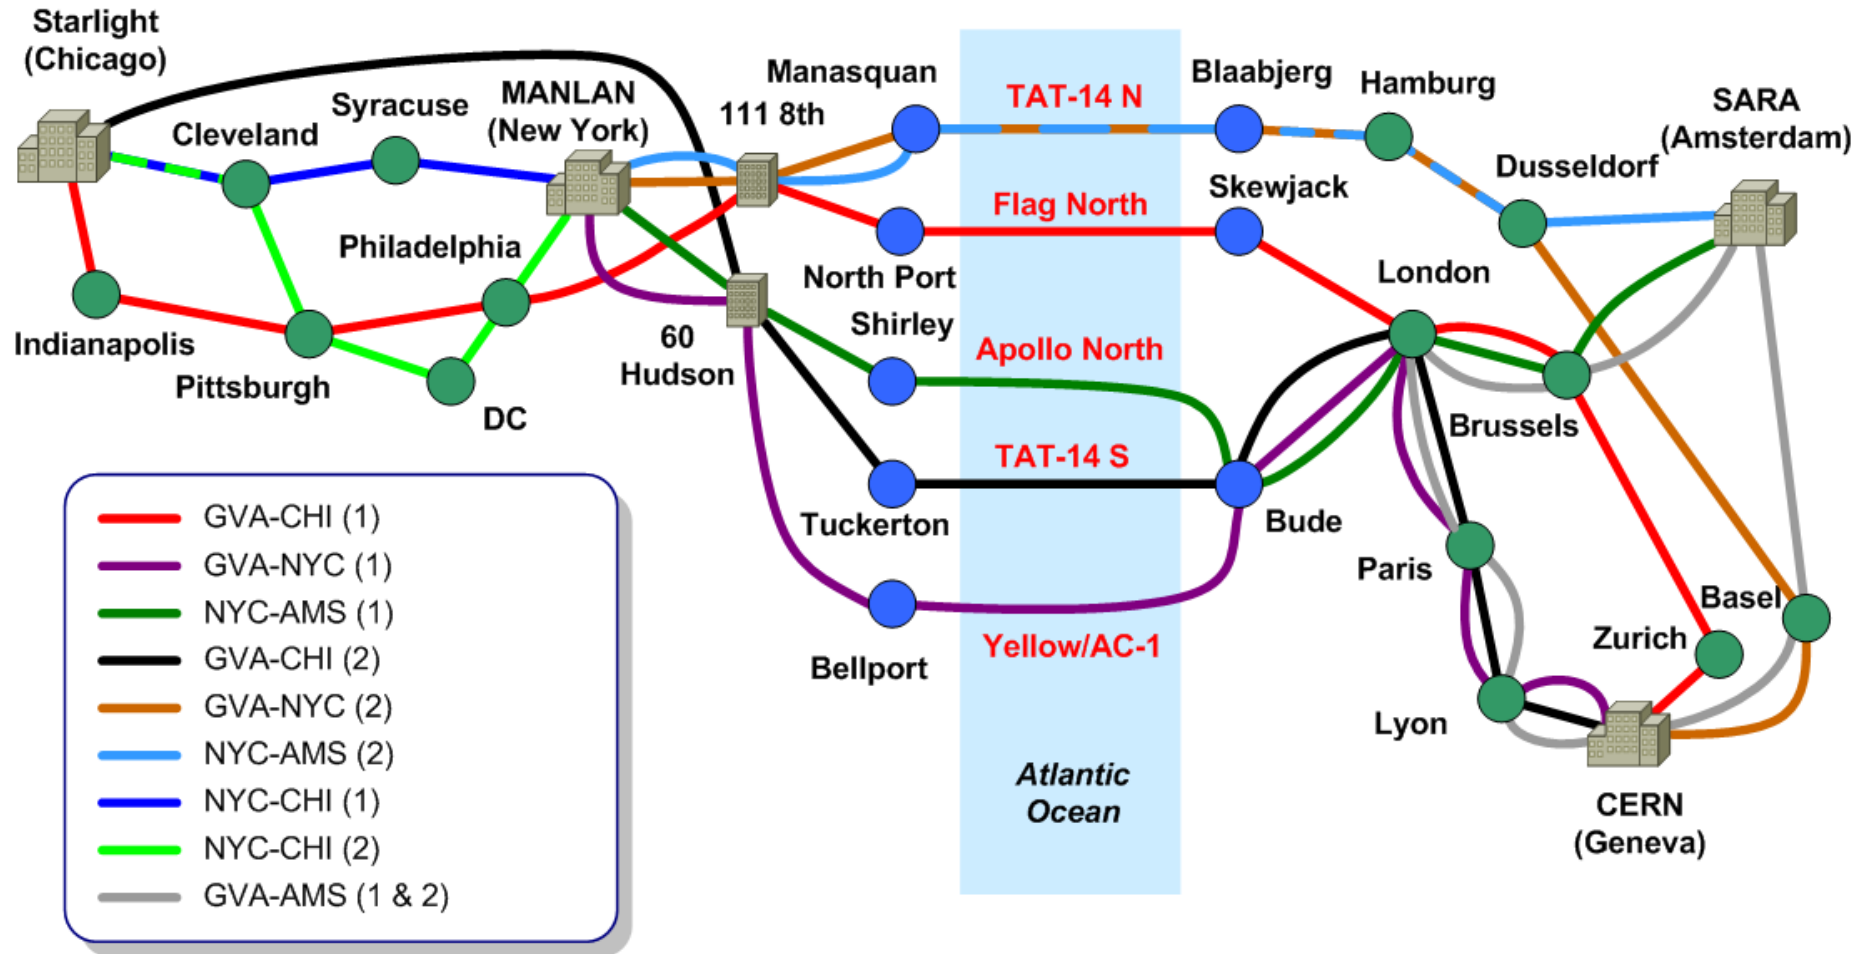 Starlight
(Chicago)
Cleveland
Syracuse
MANLAN
(New York)
111 8th
Manasquan
TAT-14 N
Blaabjerg
Hamburg
SARA
(Amsterdam)
Dusseldorf
Skewjack
Flag North
Philadelphia
North Port
London
Indianapolis
Pittsburgh
DC
60
Hudson
Shirley
Apollo North
Brussels
TAT-14 S
Tuckerton
Bude
Paris
Basel
Zurich
Bellport
Yellow/AC-1
Lyon
Atlantic
Ocean
CERN
(Geneva)
GVA-CHI (1)
GVA-NYC (1)
NYC-AMS (1)
GVA-CHI (2)
GVA-NYC (2)
NYC-AMS (2)
NYC-CHI (1)
NYC-CHI (2)
GVA-AMS (1 & 2)